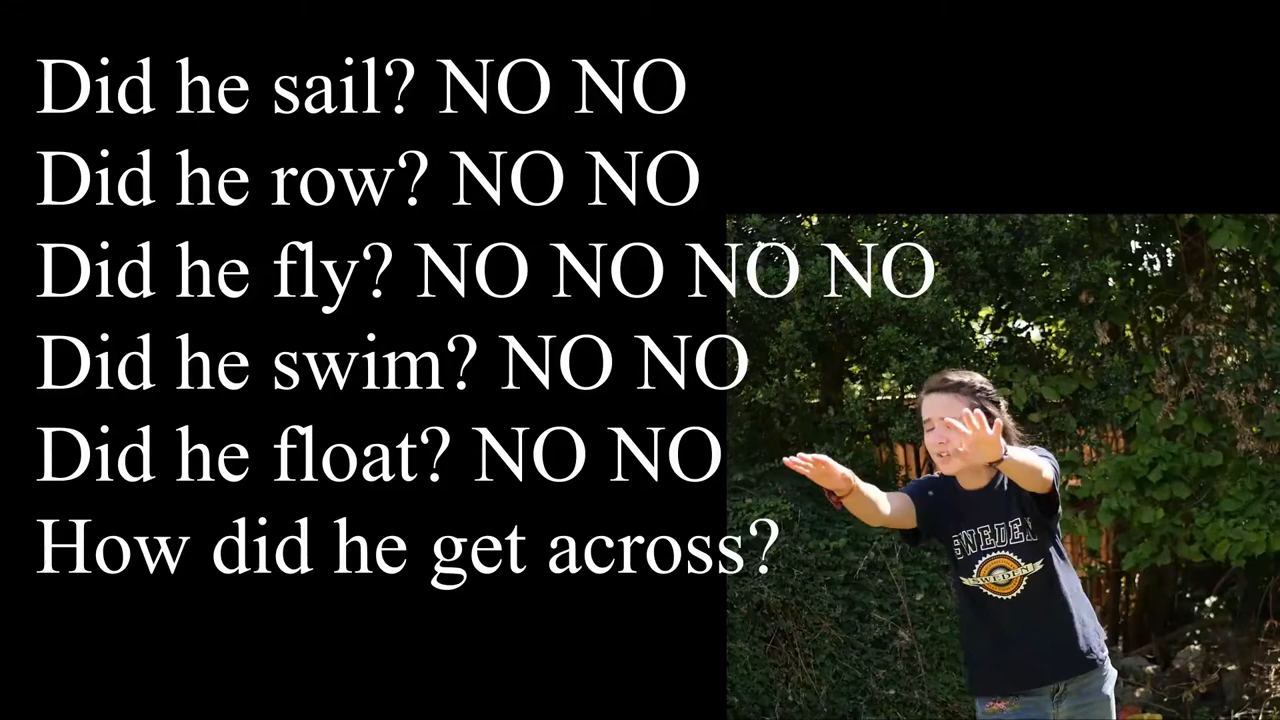 Did he sail? NO NO
Did he row? NO NO
Did he fly? NO NO NO NO
Did he swim? NO NO
Did he float? NO NO
How did he get across?
SWEDEN
SWEDEN